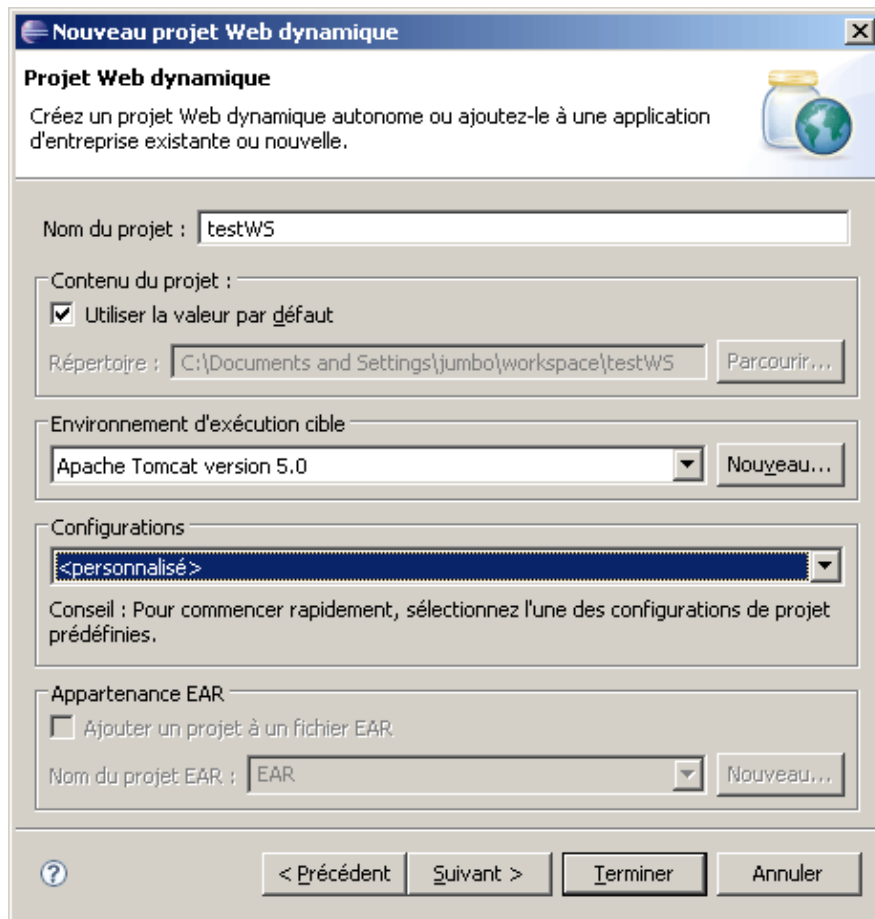 Nouveau projet Web dynamique
Projet Web dynamique
Créez un projet Web dynamique autonome ou ajoutez-le à une application
d'entreprise existante ou nouvelle.
Nom du projet : testWS
Contenu du projet :
Utiliser la valeur par défaut
Répertoire : C:\Documents and Settings\jumbo\workspace\testWS Parcourir...
Environnement d'exécution cible
Apache Tomcat version 5.0 Nouveau...
Configurations
<personnalisé>
Conseil : Pour commencer rapidement, sélectionnez l'une des configurations de projet
prédéfinies.
Appartenance EAR
Ajouter un projet à un fichier EAR
Nom du projet EAR : EAR Nouveau...
? < Précédent Suivant > Terminer Annuler